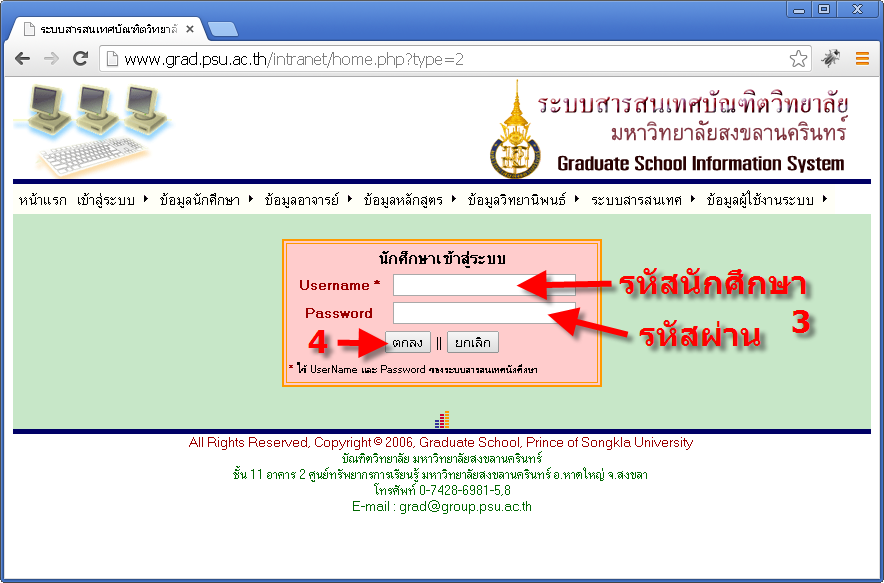 ระบบสารสนเทศบัณฑิตวิทยาลั
www.grad.psu.ac.th/intranet/home.php?type=2
ระบบสารสนเทศบัณฑิตวิทยาลัย
มหาวิทยาลัยสงขลานครินทร์
Graduate School Information System
หน้าแรก เข้าสู่ระบบ ข้อมูลนักศึกษา ข้อมูลอาจารย์ ข้อมูลหลักสูตร ข้อมูลวิทยานิพนธ์ ระบบสารสนเทศ ข้อมูลผู้ใช้งานระบบ
นักศึกษาเข้าสู่ระบบ
Username * รหัสนักศึกษา
Password รหัสผ่าน 3
4 ตกลง || ยกเลิก
* ใช้ UserName และ Password ของระบบสารสนเทศนักศึกษา
All Rights Reserved, Copyright © 2006, Graduate School, Prince of Songkla University
บัณฑิตวิทยาลัย มหาวิทยาลัยสงขลานครินทร์
ชั้น 11 อาคาร 2 ศูนย์ทรัพยากรการเรียนรู้ มหาวิทยาลัยสงขลานครินทร์ อ.หาดใหญ่ จ.สงขลา
โทรศัพท์ 0-7428-6981-5,8
E-mail : grad@group.psu.ac.th